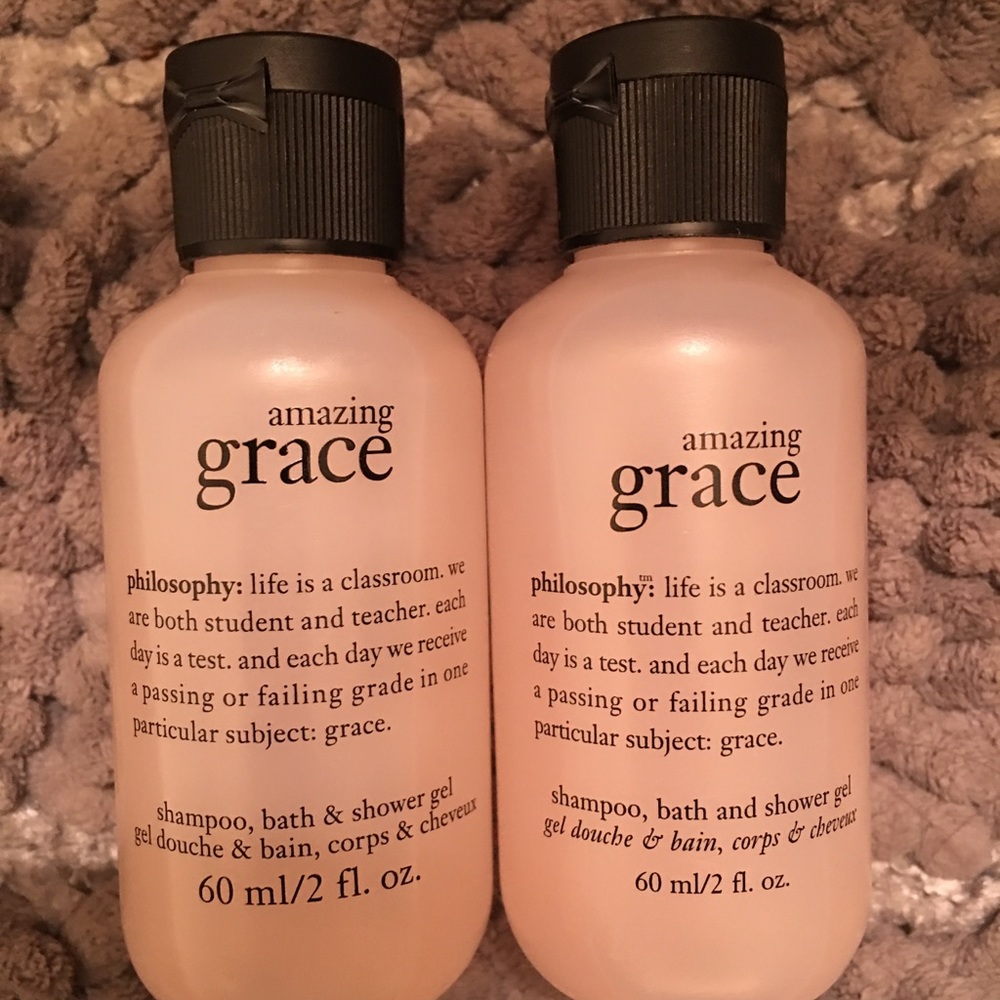 amazing
grace
philosophy: life is a classroom. we
are both student and teacher. each
day is a test. and each day we receive
a passing or failing grade in one
particular subject: grace.
shampoo, bath & shower gel
gel douche & bain, corps & cheveux
60 ml/2 fl. oz.
amazing
grace
philosophy:™ life is a classroom. we
are both student and teacher. each
day is a test. and each day we receive
a passing or failing grade in one
particular subject: grace.
shampoo, bath and shower gel
gel douche & bain, corps & cheveux
60 ml/2 fl. oz.